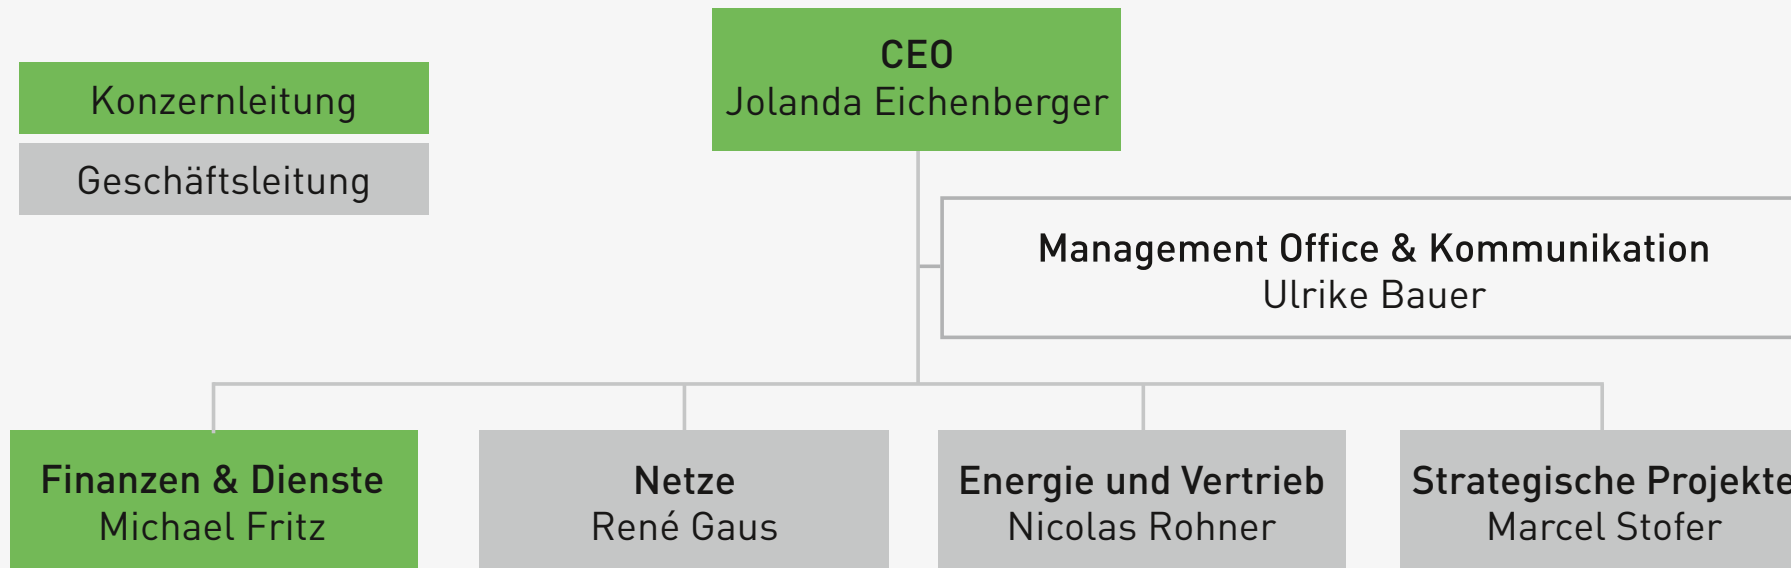 CEO
Jolanda Eichenberger
Konzernleitung
Geschäftsleitung
Management Office & Kommunikation
Ulrike Bauer
Finanzen & Dienste
Michael Fritz
Netze
René Gaus
Energie und Vertrieb
Nicolas Rohner
Strategische Projekte
Marcel Stofer